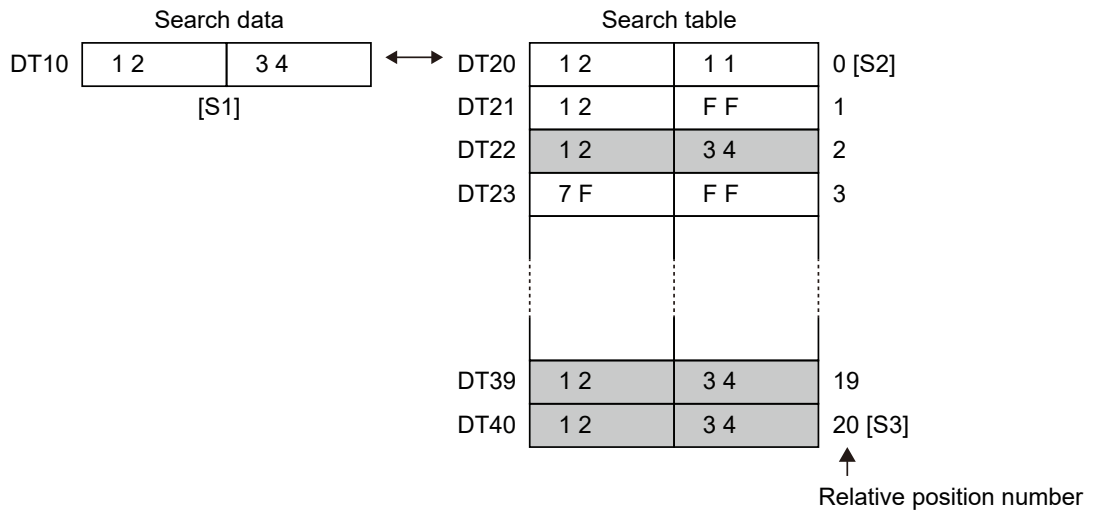 Search data Search table
DT10 1 2 3 4 DT20 1 2 1 1 0 [S2]
[S1] DT21 1 2 F F 1
DT22 1 2 3 4 2
DT23 7 F F F 3
DT39 1 2 3 4 19
DT40 1 2 3 4 20 [S3]
Relative position number